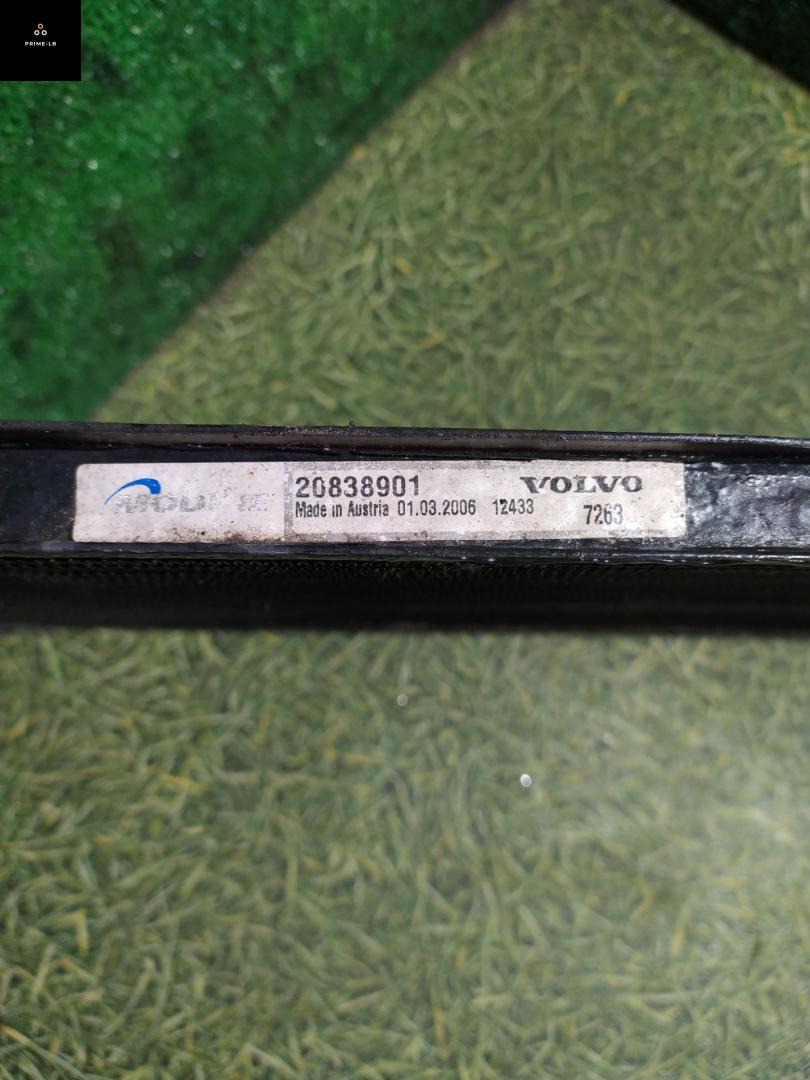 PRIME-LB
20838901 VOLVO
Made in Austria 01.03.2006 12433 7263